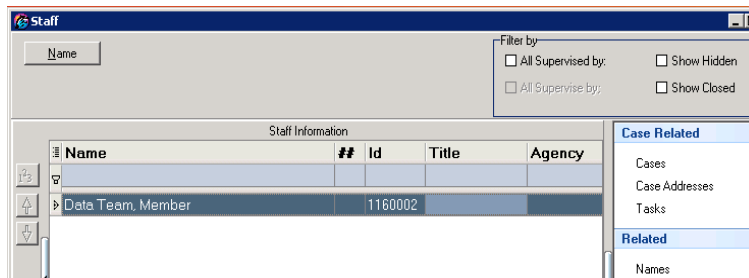 Staff
Name
Filter by
All Supervised by:
Show Hidden
All Supervise by:
Show Closed
Staff Information
Name ## Id Title Agency
Data Team, Member 1160002
Case Related
Cases
Case Addresses
Tasks
Related
Names